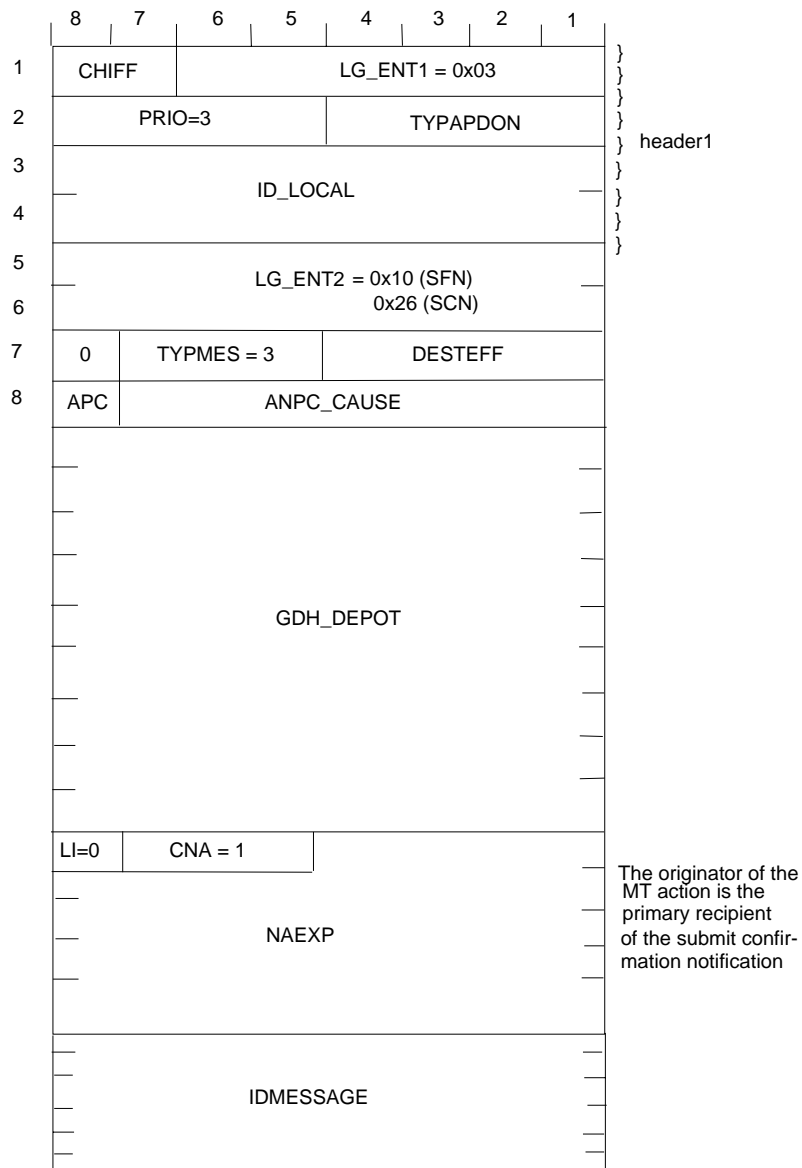 8 7 6 5 4 3 2 1
1 CHIFF LG_ENT1 = 0x03 }
}
}
2 PRIO=3 TYPAPDON }
} header1
3 }
ID_LOCAL }
4 }
}
5
LG_ENT2 = 0x10 (SFN)
6 0x26 (SCN)
7 0 TYPMES = 3 DESTEFF
8 APC ANPC_CAUSE
GDH_DEPOT
LI=0 CNA = 1
The originator of the
MT action is the
primary recipient
NAEXP of the submit confir-
mation notification
IDMESSAGE